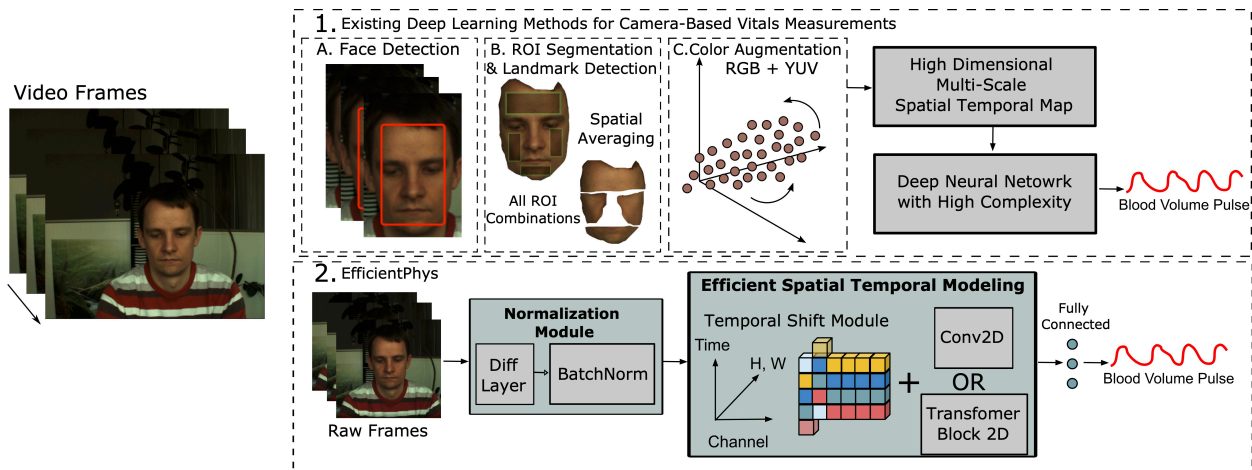 Video Frames
1. Existing Deep Learning Methods for Camera-Based Vitals Measurements
A. Face Detection
B. ROI Segmentation
& Landmark Detection
Spatial
Averaging
All ROI
Combinations
C.Color Augmentation
RGB + YUV
High Dimensional
Multi-Scale
Spatial Temporal Map
Deep Neural Netowrk
with High Complexity
Blood Volume Pulse
2. EfficientPhys
Raw Frames
Normalization
Module
Diff
Layer
BatchNorm
Efficient Spatial Temporal Modeling
Temporal Shift Module
Time
H, W
Channel
+
Conv2D
OR
Transfomer
Block 2D
Fully
Connected
Blood Volume Pulse